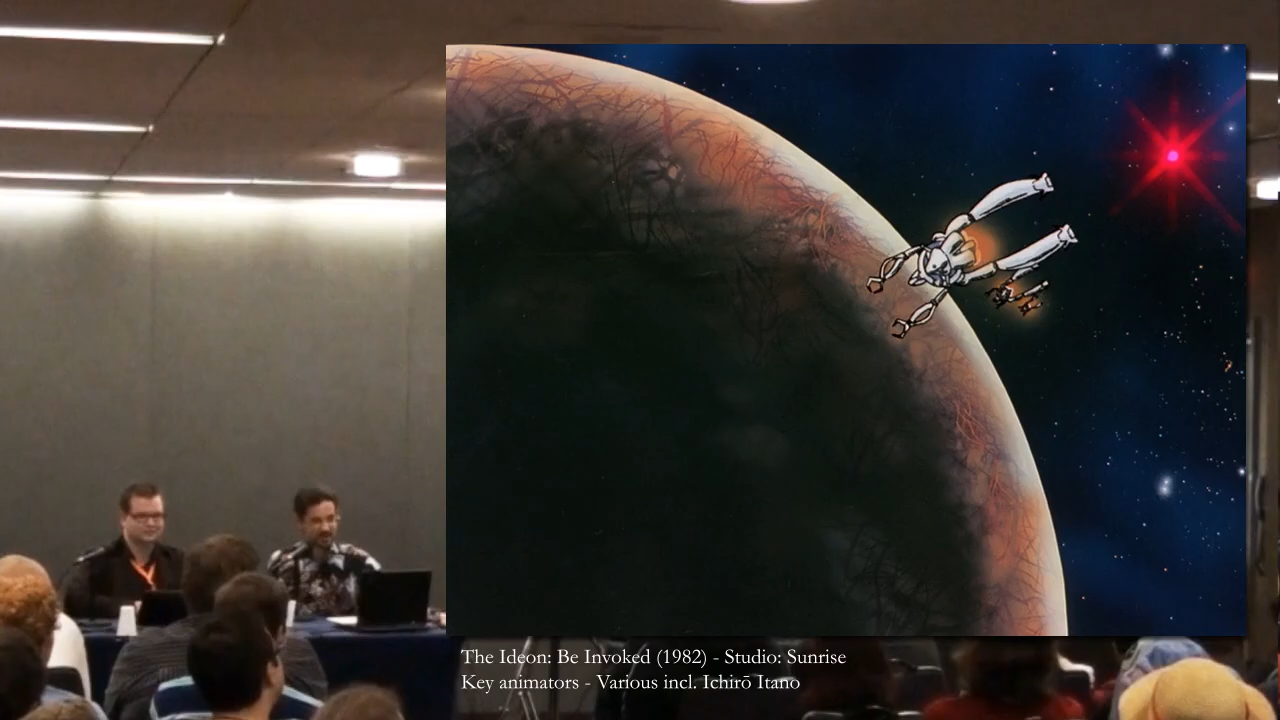 The Ideon: Be Invoked (1982) - Studio: Sunrise
Key animators - Various incl. Ichirō Itano